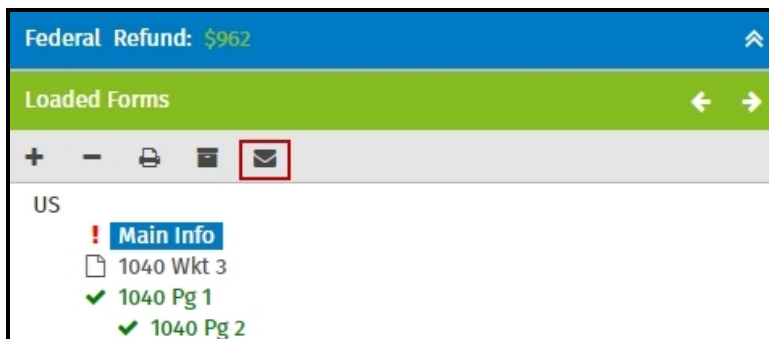 Federal Refund: $962
Loaded Forms
US
Main Info
1040 Wkt 3
1040 Pg 1
1040 Pg 2